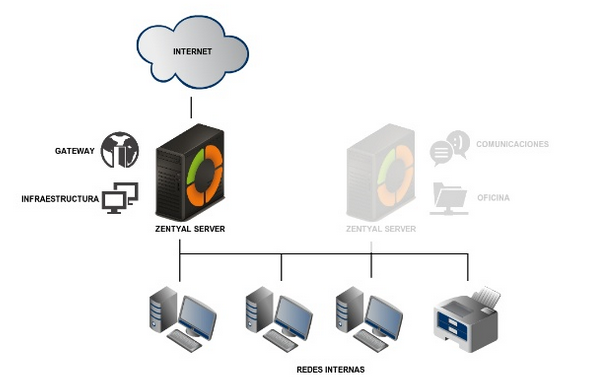 INTERNET
GATEWAY
COMUNICACIONES
INFRAESTRUCTURA
OFICINA
ZENTYAL SERVER
ZENTYAL SERVER
REDES INTERNAS